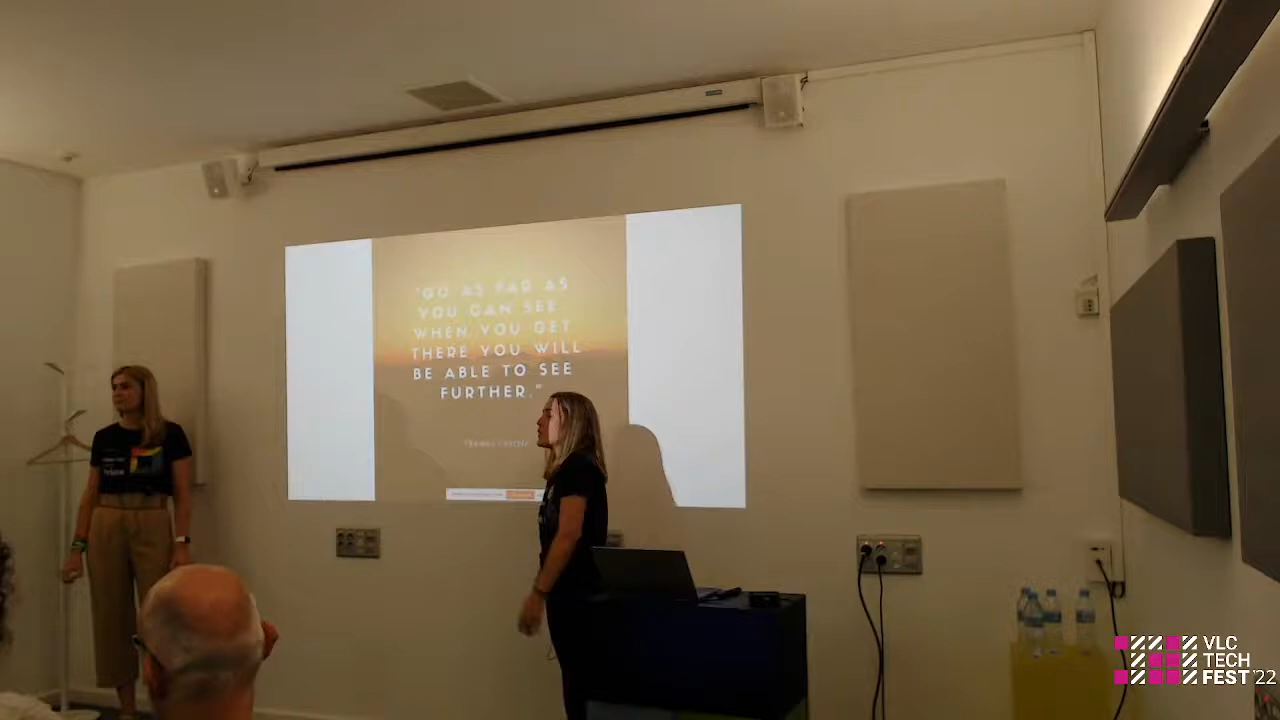 "GO AS FAR AS
YOU CAN SEE
WHEN YOU GET
THERE YOU WILL
BE ABLE TO SEE
FURTHER."
VLC
TECH
FEST '22